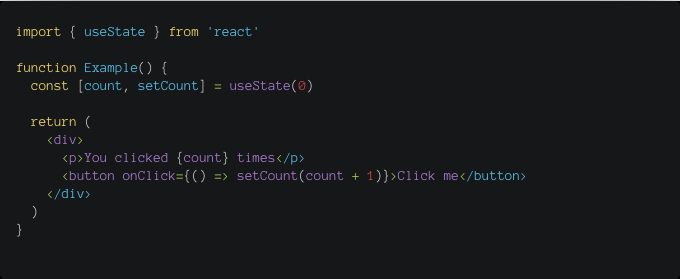 import { useState } from 'react'

function Example() {
  const [count, setCount] = useState(0)

  return (
    <div>
      <p>You clicked {count} times</p>
      <button onClick={() => setCount(count + 1)}>Click me</button>
    </div>
  )
}